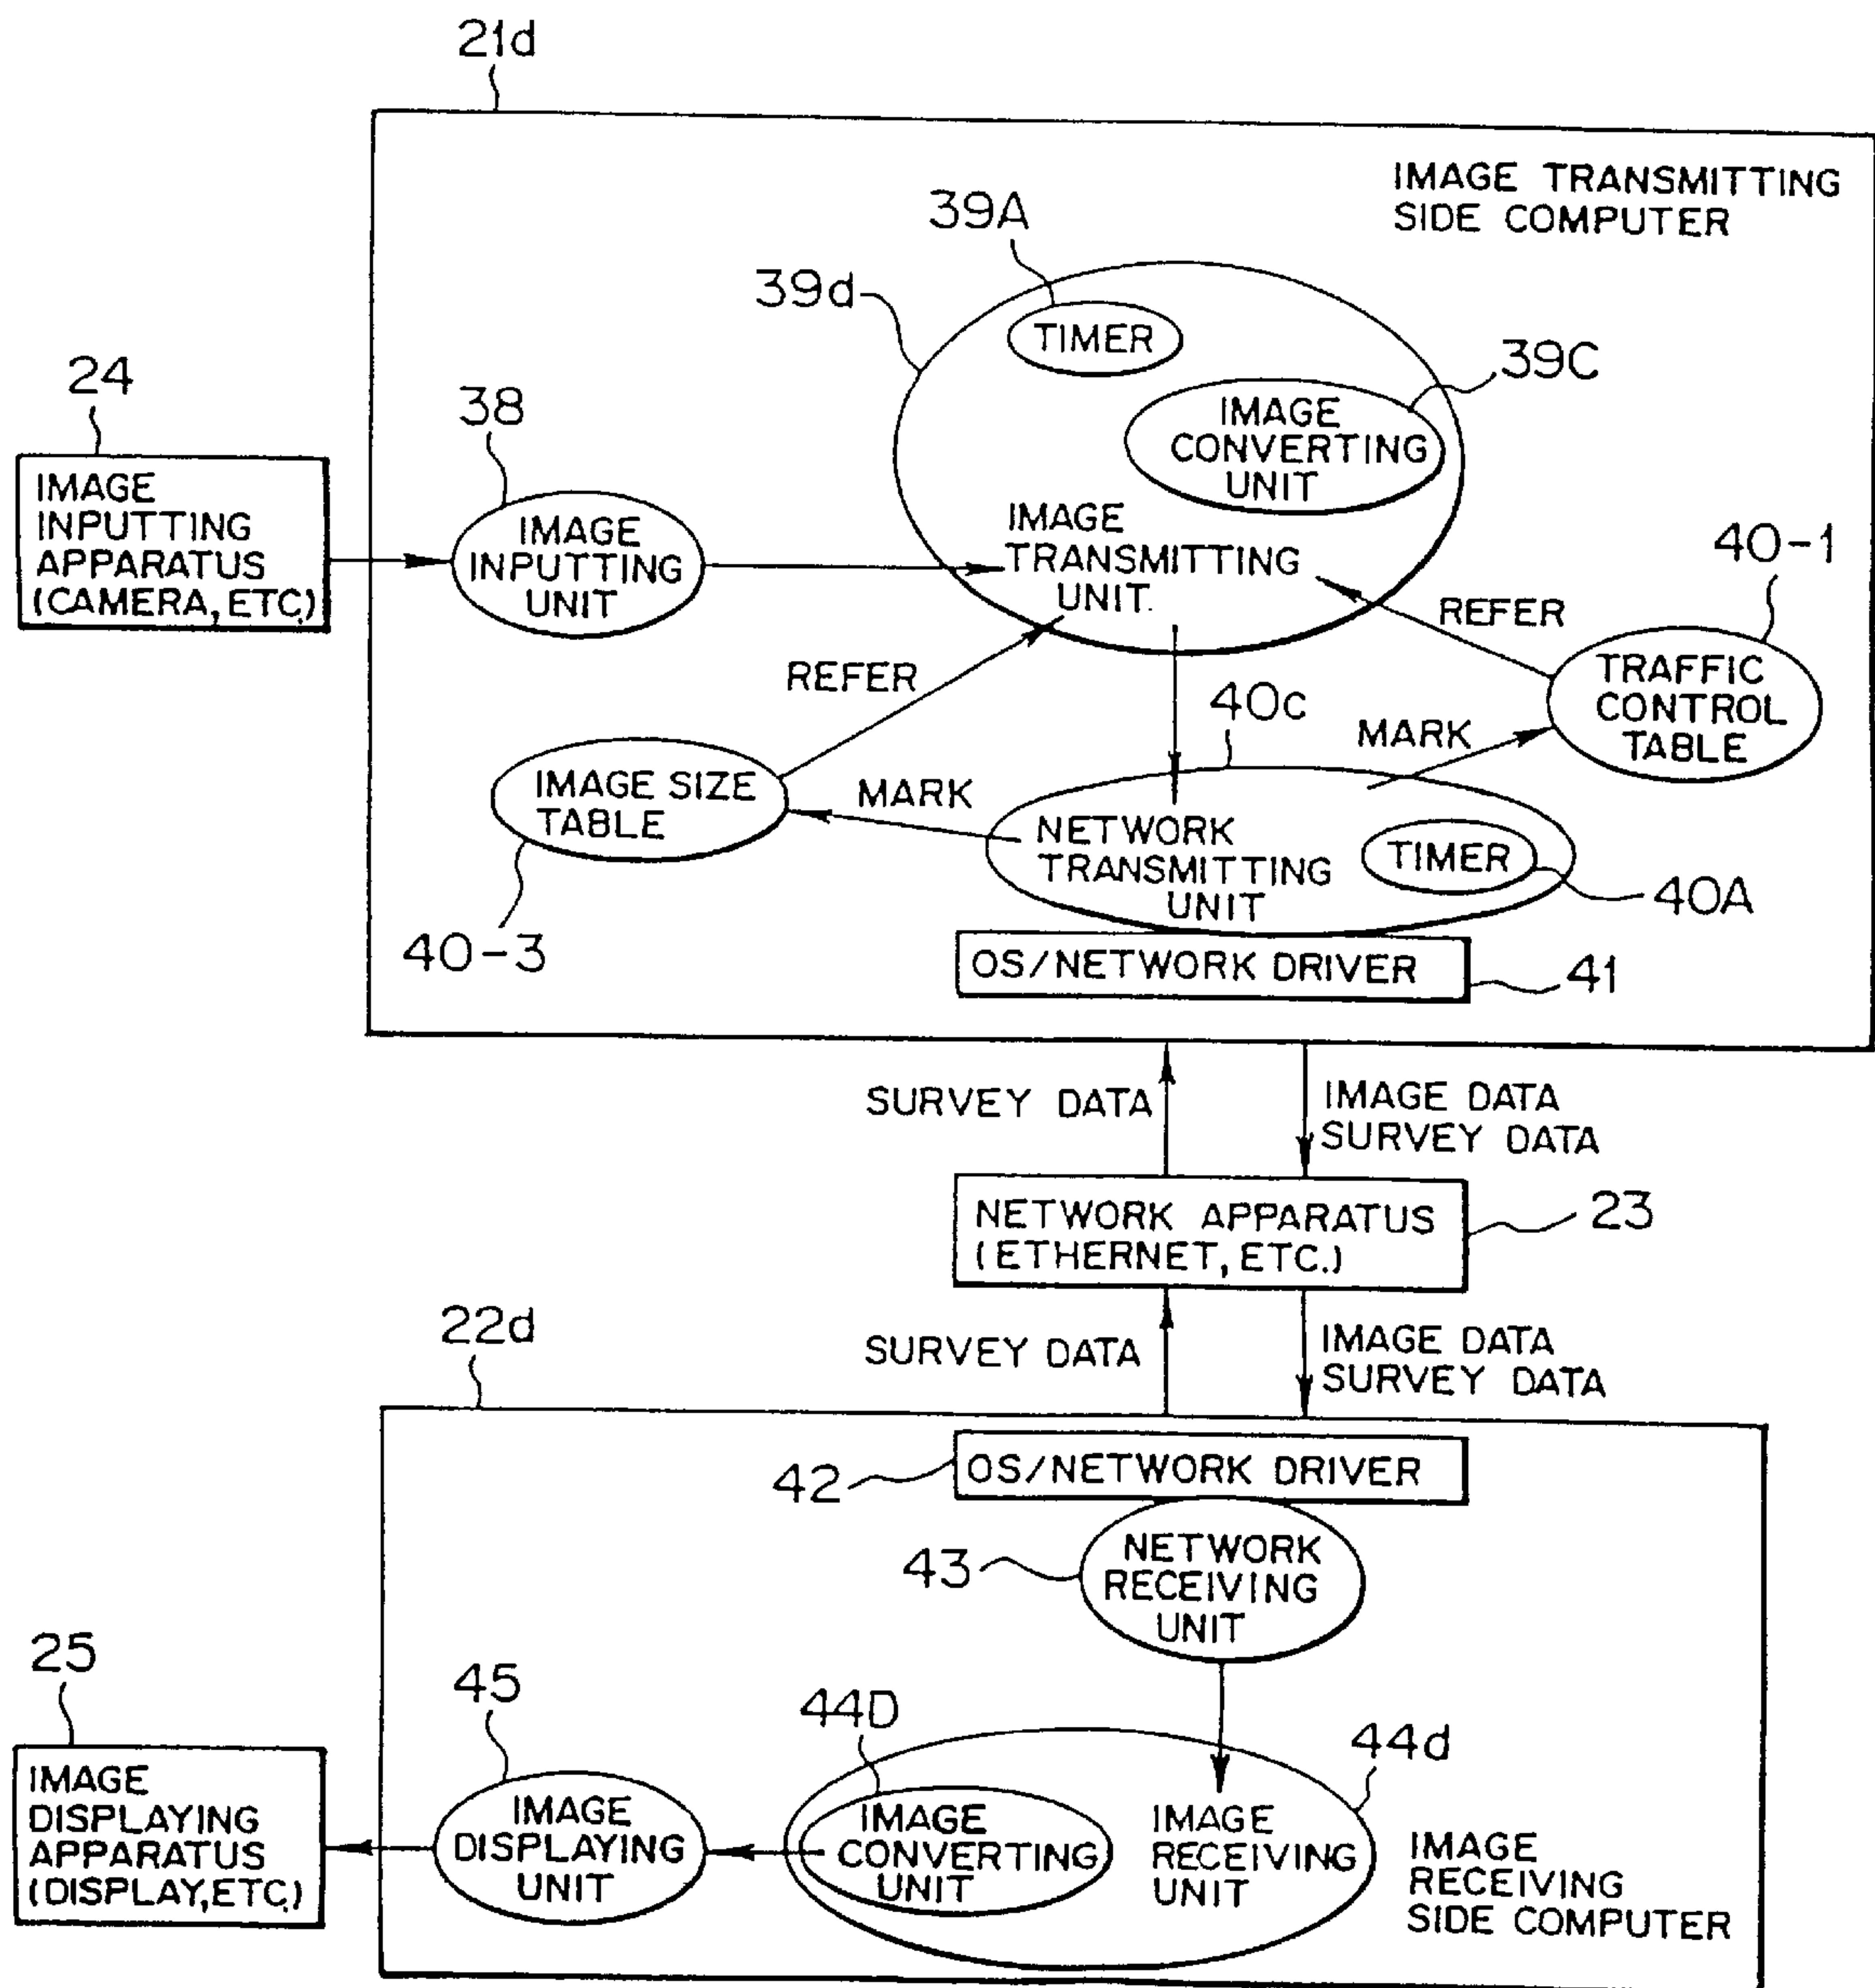 21d
IMAGE TRANSMITTING
SIDE COMPUTER
39A
39d
TIMER
39C
IMAGE
CONVERTING
UNIT
24
38
IMAGE
INPUTTING
APPARATUS
(CAMERA, ETC.)
IMAGE
INPUTTING
UNIT
IMAGE
TRANSMITTING
UNIT
40-1
REFER
REFER
TRAFFIC
CONTROL
TABLE
40c
MARK
IMAGE SIZE
TABLE
MARK
NETWORK
TRANSMITTING
UNIT
TIMER
40A
40-3
OS/NETWORK DRIVER
41
SURVEY DATA
IMAGE DATA
SURVEY DATA
NETWORK APPARATUS
(ETHERNET, ETC.)
23
22d
SURVEY DATA
IMAGE DATA
SURVEY DATA
OS/NETWORK DRIVER
42
43
NETWORK
RECEIVING
UNIT
25
45
44D
44d
IMAGE
DISPLAYING
APPARATUS
(DISPLAY, ETC.)
IMAGE
DISPLAYING
UNIT
IMAGE
CONVERTING
UNIT
IMAGE
RECEIVING
UNIT
IMAGE
RECEIVING
SIDE COMPUTER